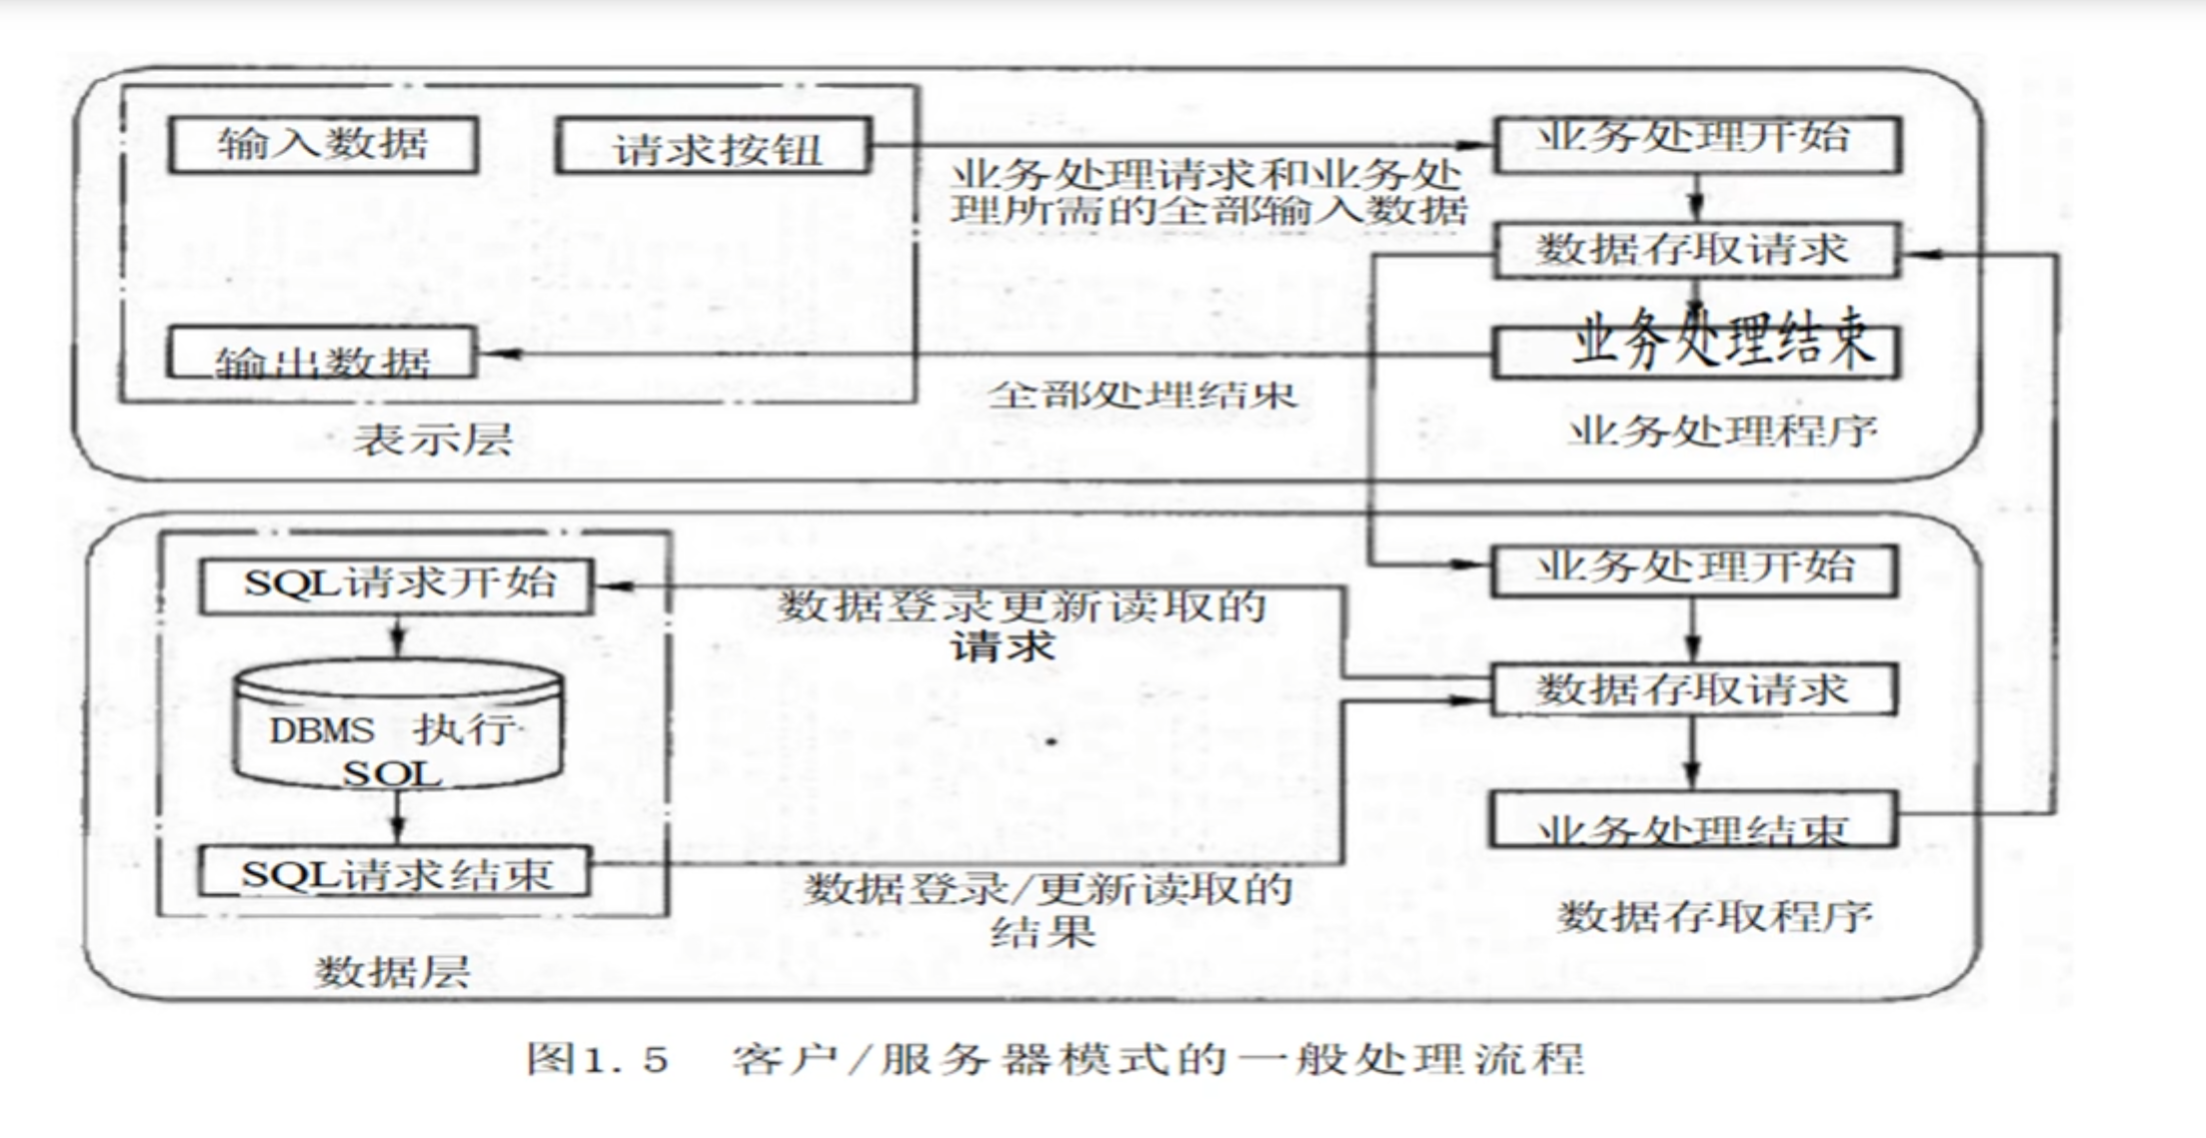 输入数据
请求按钮
业务处理开始
业务处理请求和业务处
理所需的全部输入数据
数据存取请求
业务处理结束
输出数据
全部处理结束
表示层
业务处理程序
SQL请求开始
业务处理开始
数据登录更新读取的
请求
数据存取请求
DBMS 执行
SQL
业务处理结束
SQL请求结束
数据登录/更新读取的
结果
数据存取程序
数据层
图1.5 客户/服务器模式的一般处理流程